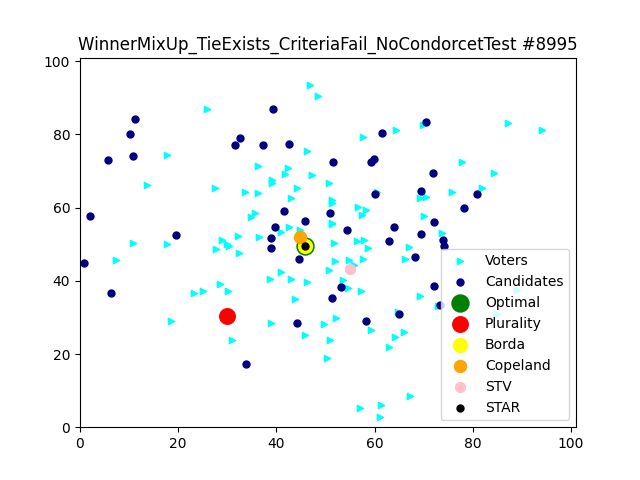 WinnerMixUp_TieExists_CriteriaFail_NoCondorcetTest #8995
100
80
60
40
20
0
0 20 40 60 80 100
Voters
Candidates
Optimal
Plurality
Borda
Copeland
STV
STAR